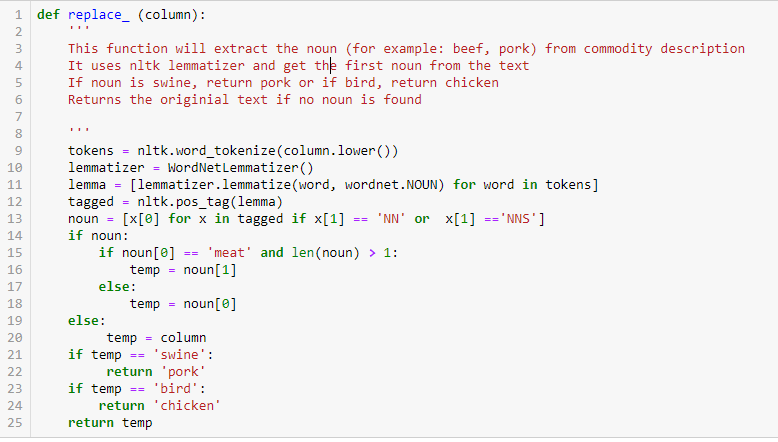 1 def replace_ (column):
2     '''
3     This function will extract the noun (for example: beef, pork) from commodity description
4     It uses nltk lemmatizer and get the first noun from the text
5     If noun is swine, return pork or if bird, return chicken
6     Returns the originial text if no noun is found
7
8     '''
9     tokens = nltk.word_tokenize(column.lower())
10     lemmatizer = WordNetLemmatizer()
11     lemma = [lemmatizer.lemmatize(word, wordnet.NOUN) for word in tokens]
12     tagged = nltk.pos_tag(lemma)
13     noun = [x[0] for x in tagged if x[1] == 'NN' or  x[1] =='NNS']
14     if noun:
15         if noun[0] == 'meat' and len(noun) > 1:
16             temp = noun[1]
17         else:
18             temp = noun[0]
19     else:
20          temp = column
21     if temp == 'swine':
22          return 'pork'
23     if temp == 'bird':
24         return 'chicken'
25     return temp